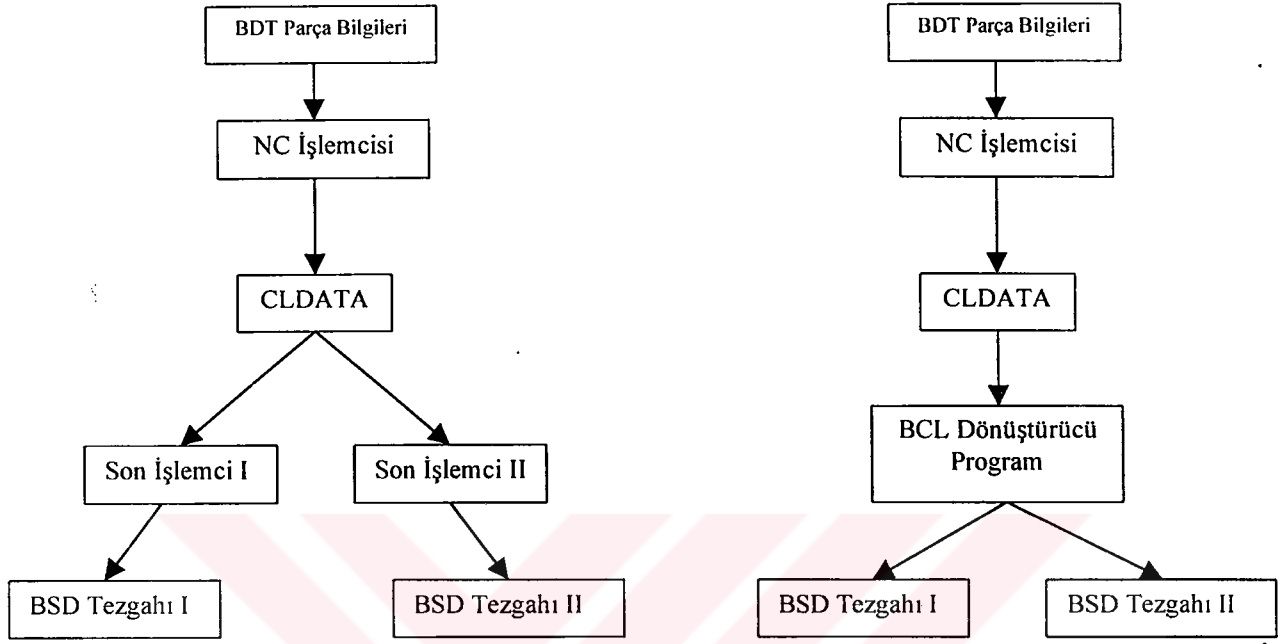 BDT Parça Bilgileri
NC İşlemcisi
CLDATA
Son İşlemci I
Son İşlemci II
BSD Tezgahı I
BSD Tezgahı II
BDT Parça Bilgileri
NC İşlemcisi
CLDATA
BCL Dönüştürücü
Program
BSD Tezgahı I
BSD Tezgahı II